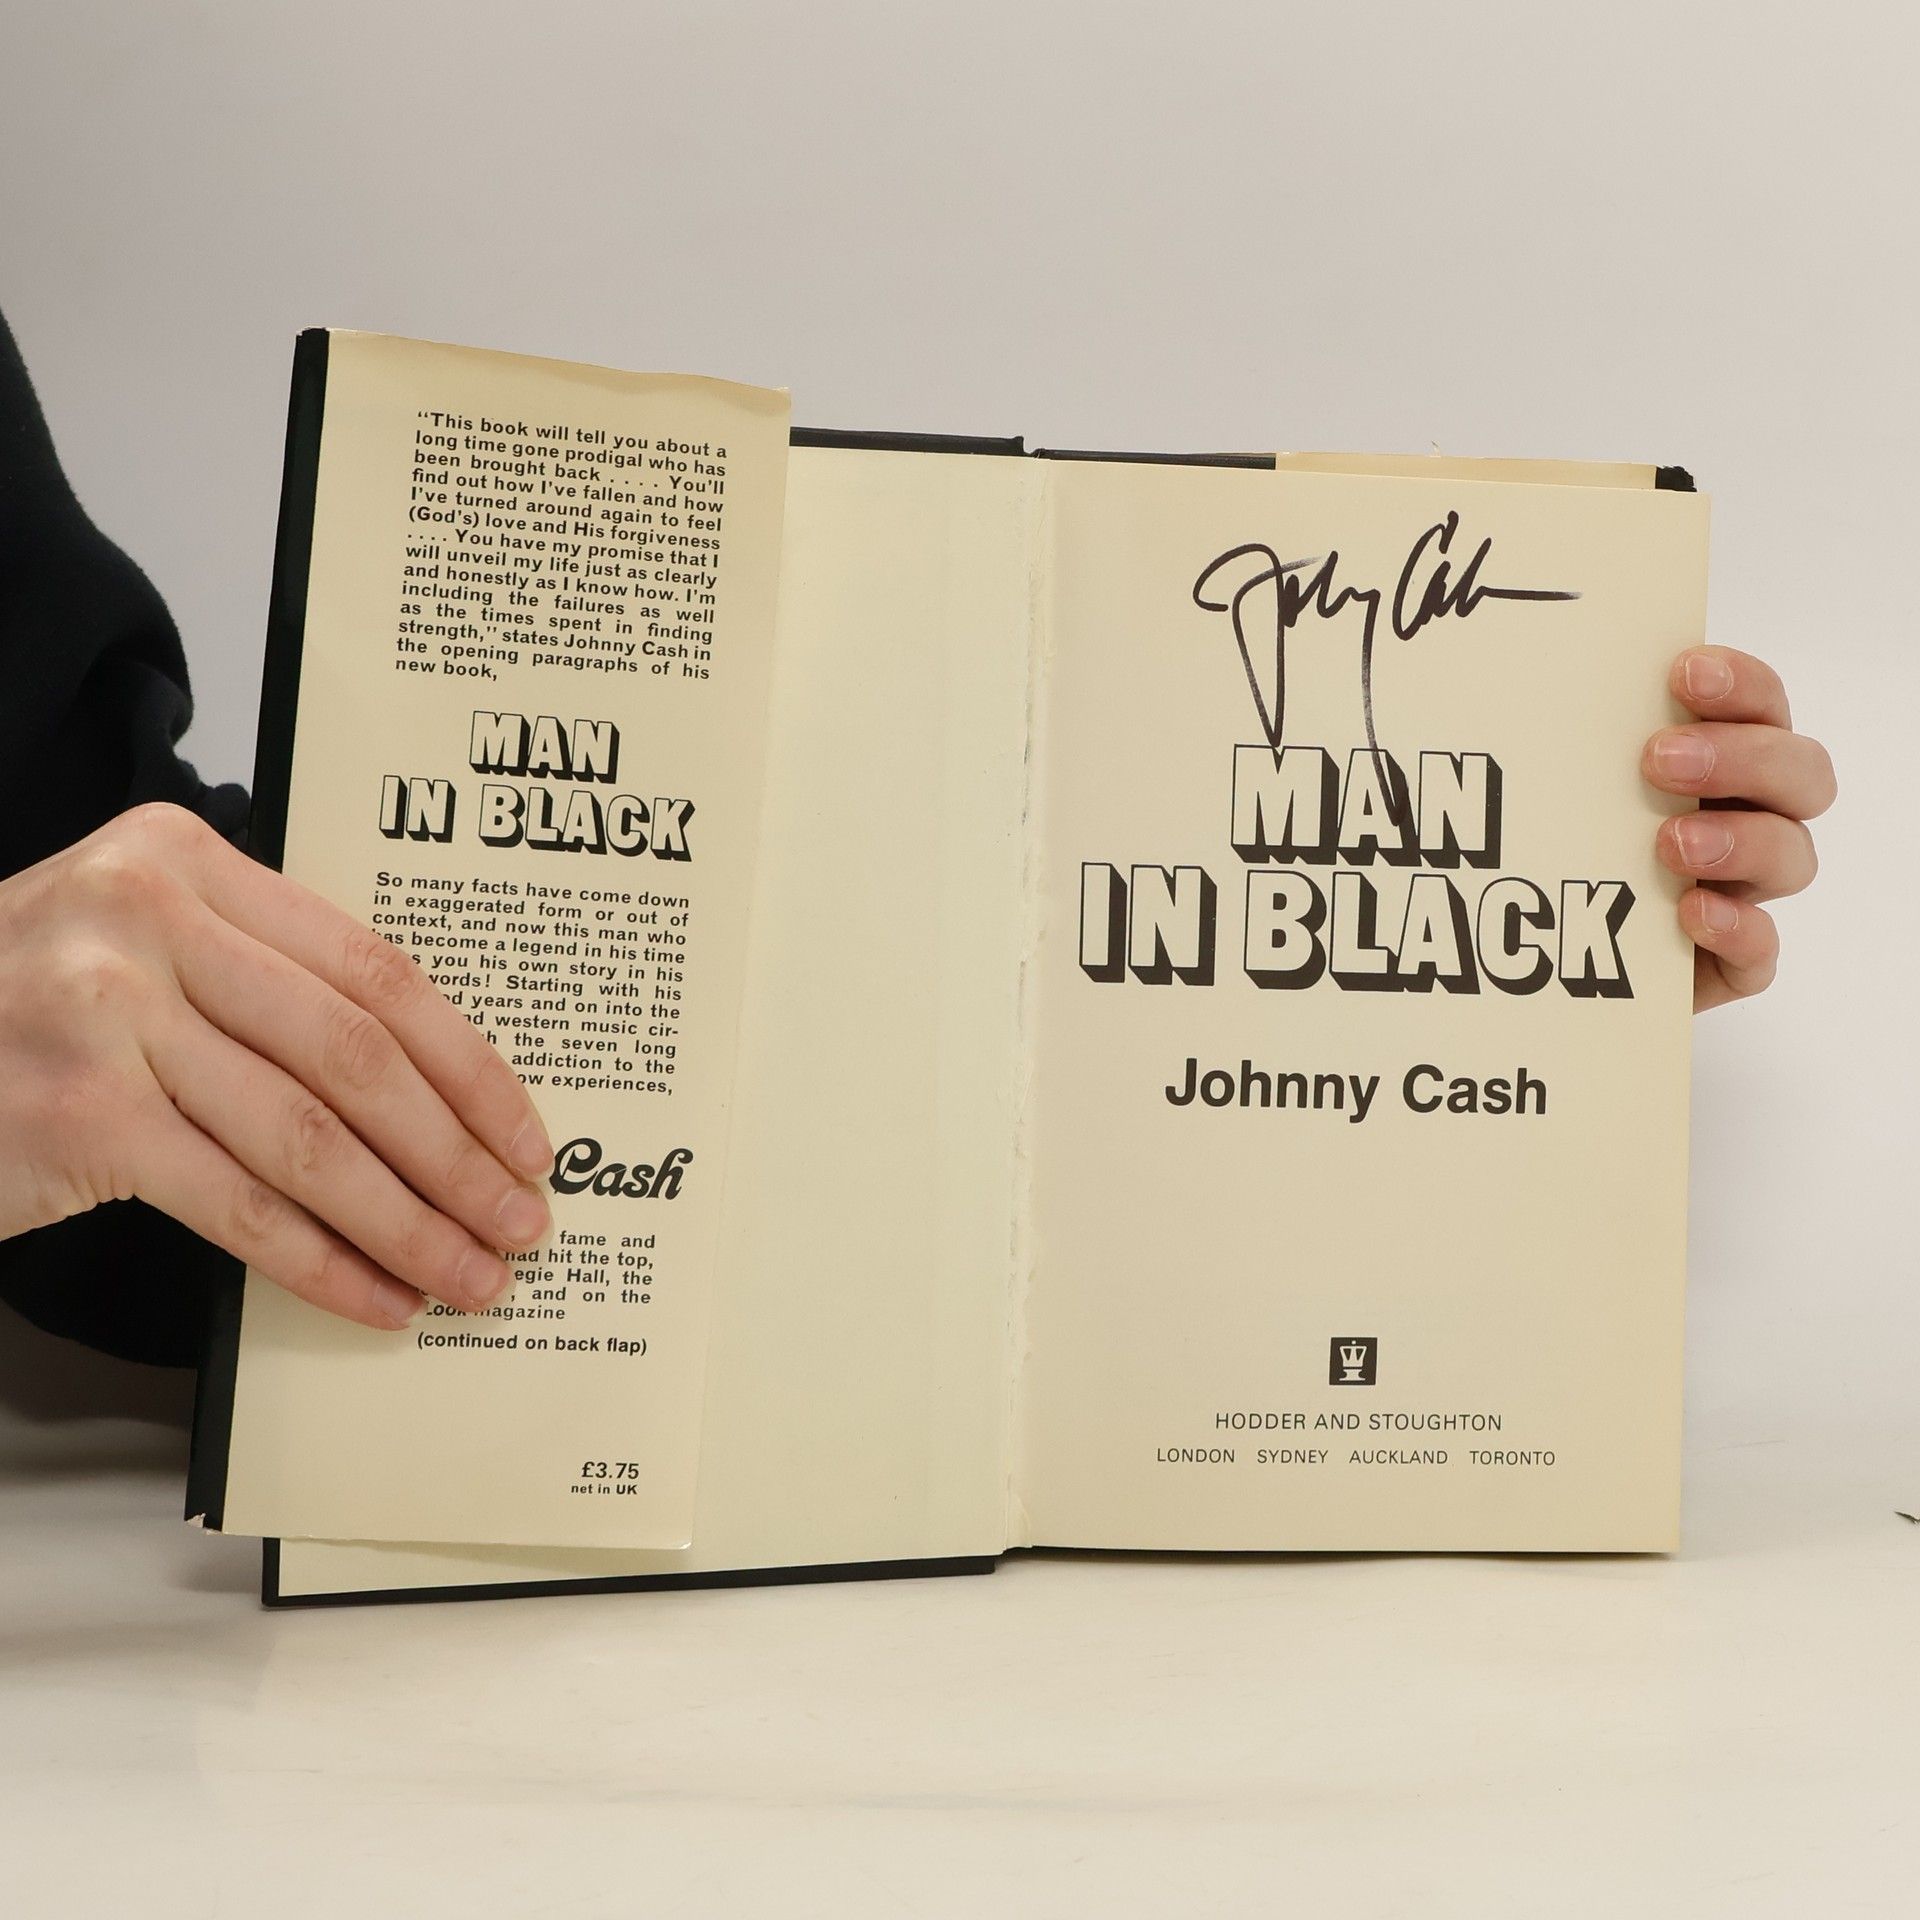 “This book will tell you about a
long time gone prodigal who has
been brought back . . . . You’ll
find out how I’ve fallen and how
I’ve turned around again to feel
(God’s) love and His forgiveness
. . . . You have my promise that I
will unveil my life just as clearly
and honestly as I know how. I’m
including the failures as well
as the times spent in finding
strength,” states Johnny Cash in
the opening paragraphs of his
new book,
MAN
IN BLACK
So many facts have come down
in exaggerated form or out of
context, and now this man who
has become a legend in his time
you his own story in his
words! Starting with his
years and on into the
western music cir-
the seven long
addiction to the
experiences,
Cash
fame and
had hit the top,
Hall, the
, and on the
Look magazine
(continued on back flap)
£3.75
net in UK
Johnny Cash
MAN
IN BLACK
Johnny Cash
HODDER AND STOUGHTON
LONDON SYDNEY AUCKLAND TORONTO